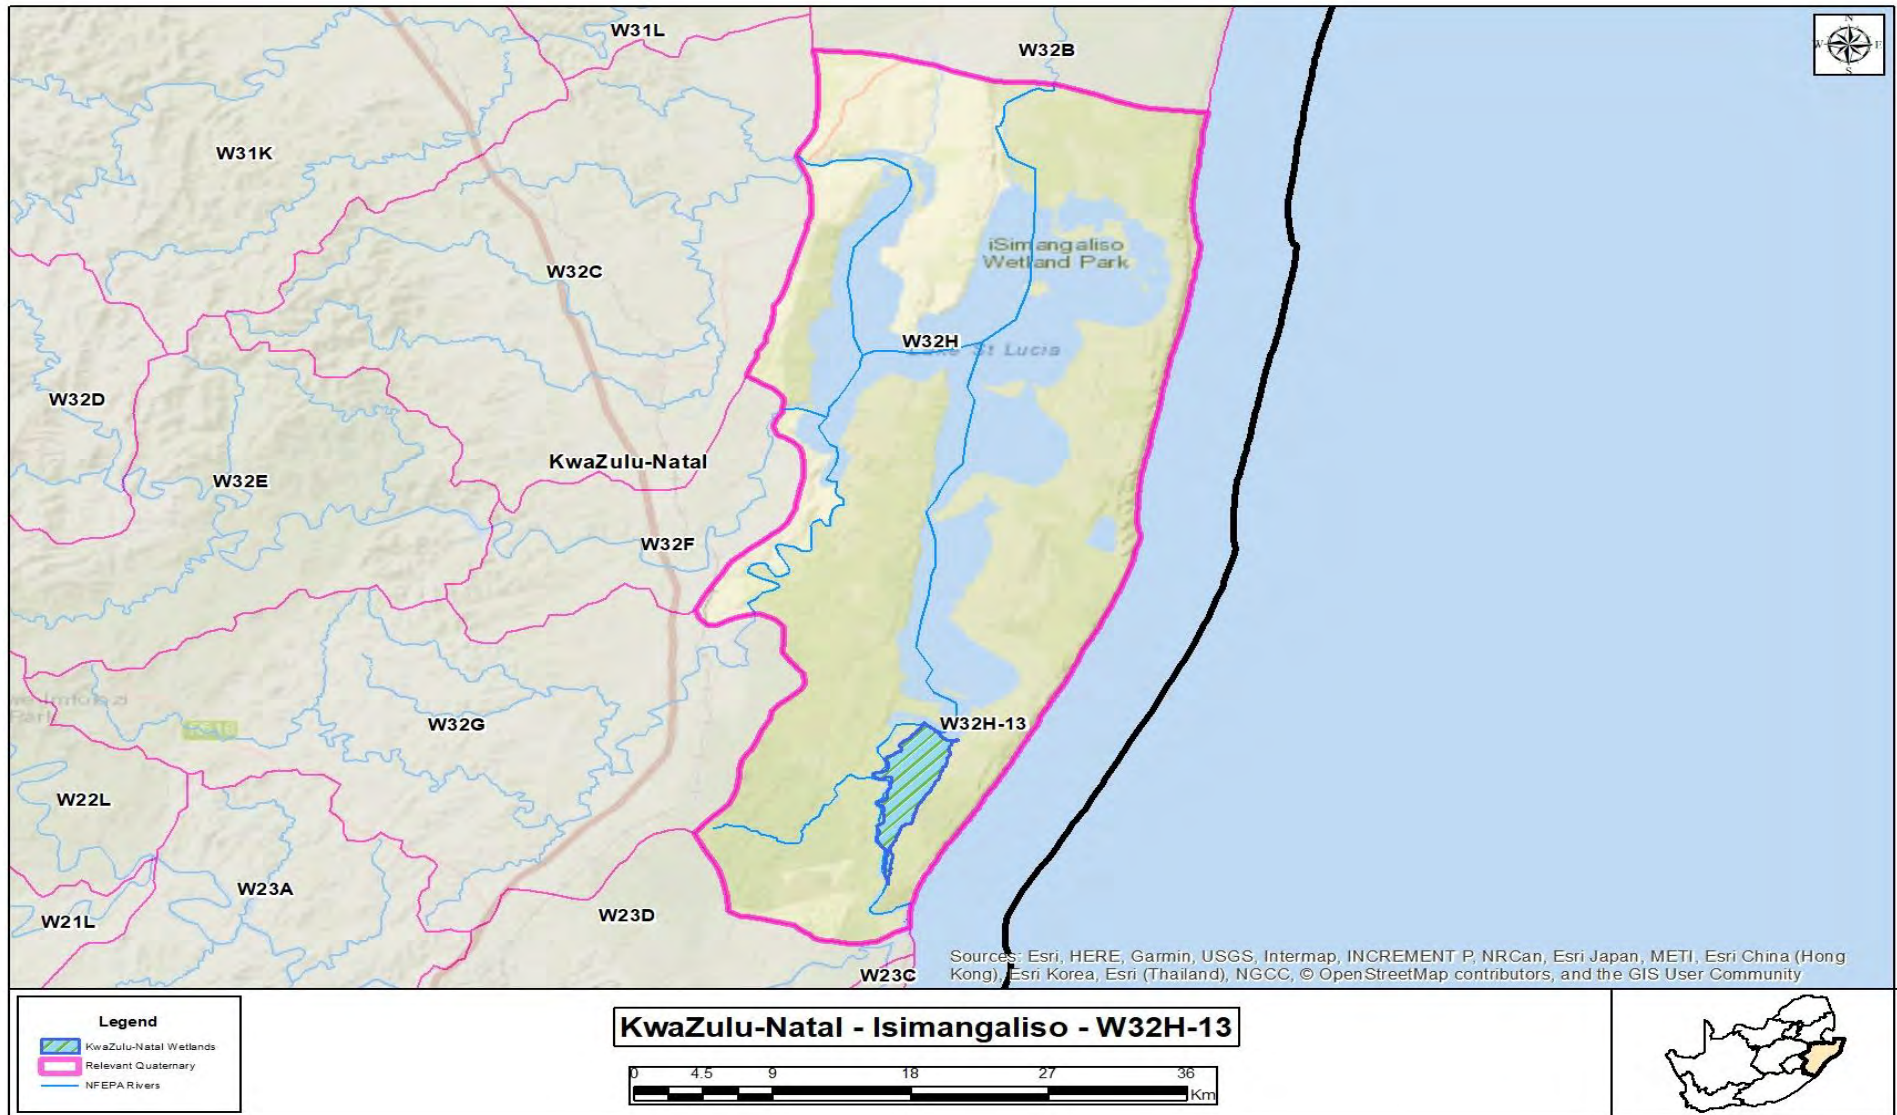 W31L
W32B
N
W E
S
W31K
iSimangaliso
Wetland Park
W32C
W32H
Lake St Lucia
W32D
KwaZulu-Natal
W32E
W32F
W32H-13
W32G
Park
W22L
W23A
W21L
W23D
W23C
Sources: Esri, HERE, Garmin, USGS, Intermap, INCREMENT P, NRCan, Esri Japan, METI, Esri China (Hong
Kong), Esri Korea, Esri (Thailand), NGCC, © OpenStreetMap contributors, and the GIS User Community
Legend
KwaZulu-Natal Wetlands
Relevant Quaternary
NFEPA Rivers
KwaZulu-Natal - Isimangaliso - W32H-13
0 4.5 9 18 27 36
Km